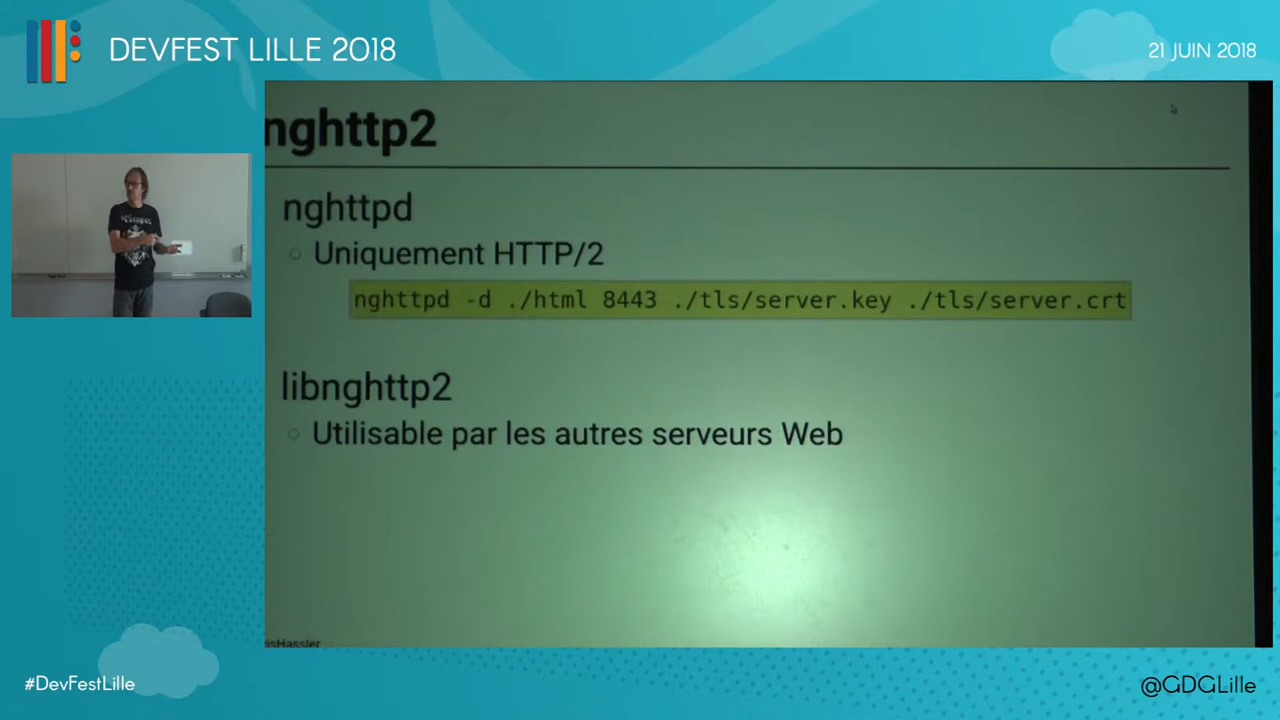 DEVFEST LILLE 2018
21 JUIN 2018
nghttp2
nghttpd
Uniquement HTTP/2
nghttpd -d ./html 8443 ./tls/server.key ./tls/server.crt
libnghttp2
Utilisable par les autres serveurs Web
isHassler
#DevFestLille
@GDGLille